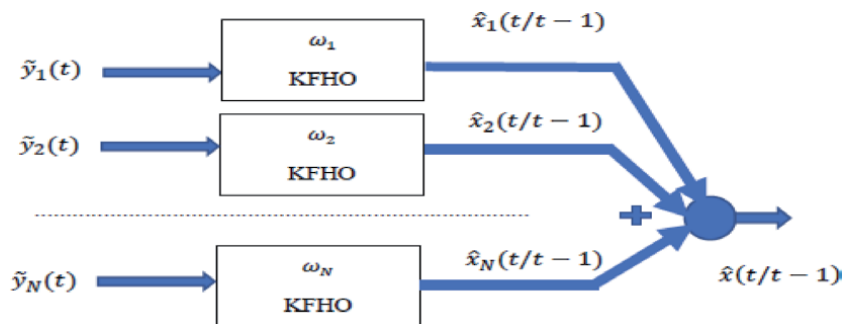 x̂₁(t/t−1)
ω₁
ỹ₁(t)
KFHO
x̂₂(t/t−1)
ω₂
ỹ₂(t)
KFHO
+
x̂_N(t/t−1)
ω_N
ỹ_N(t)
KFHO
x̂(t/t−1)